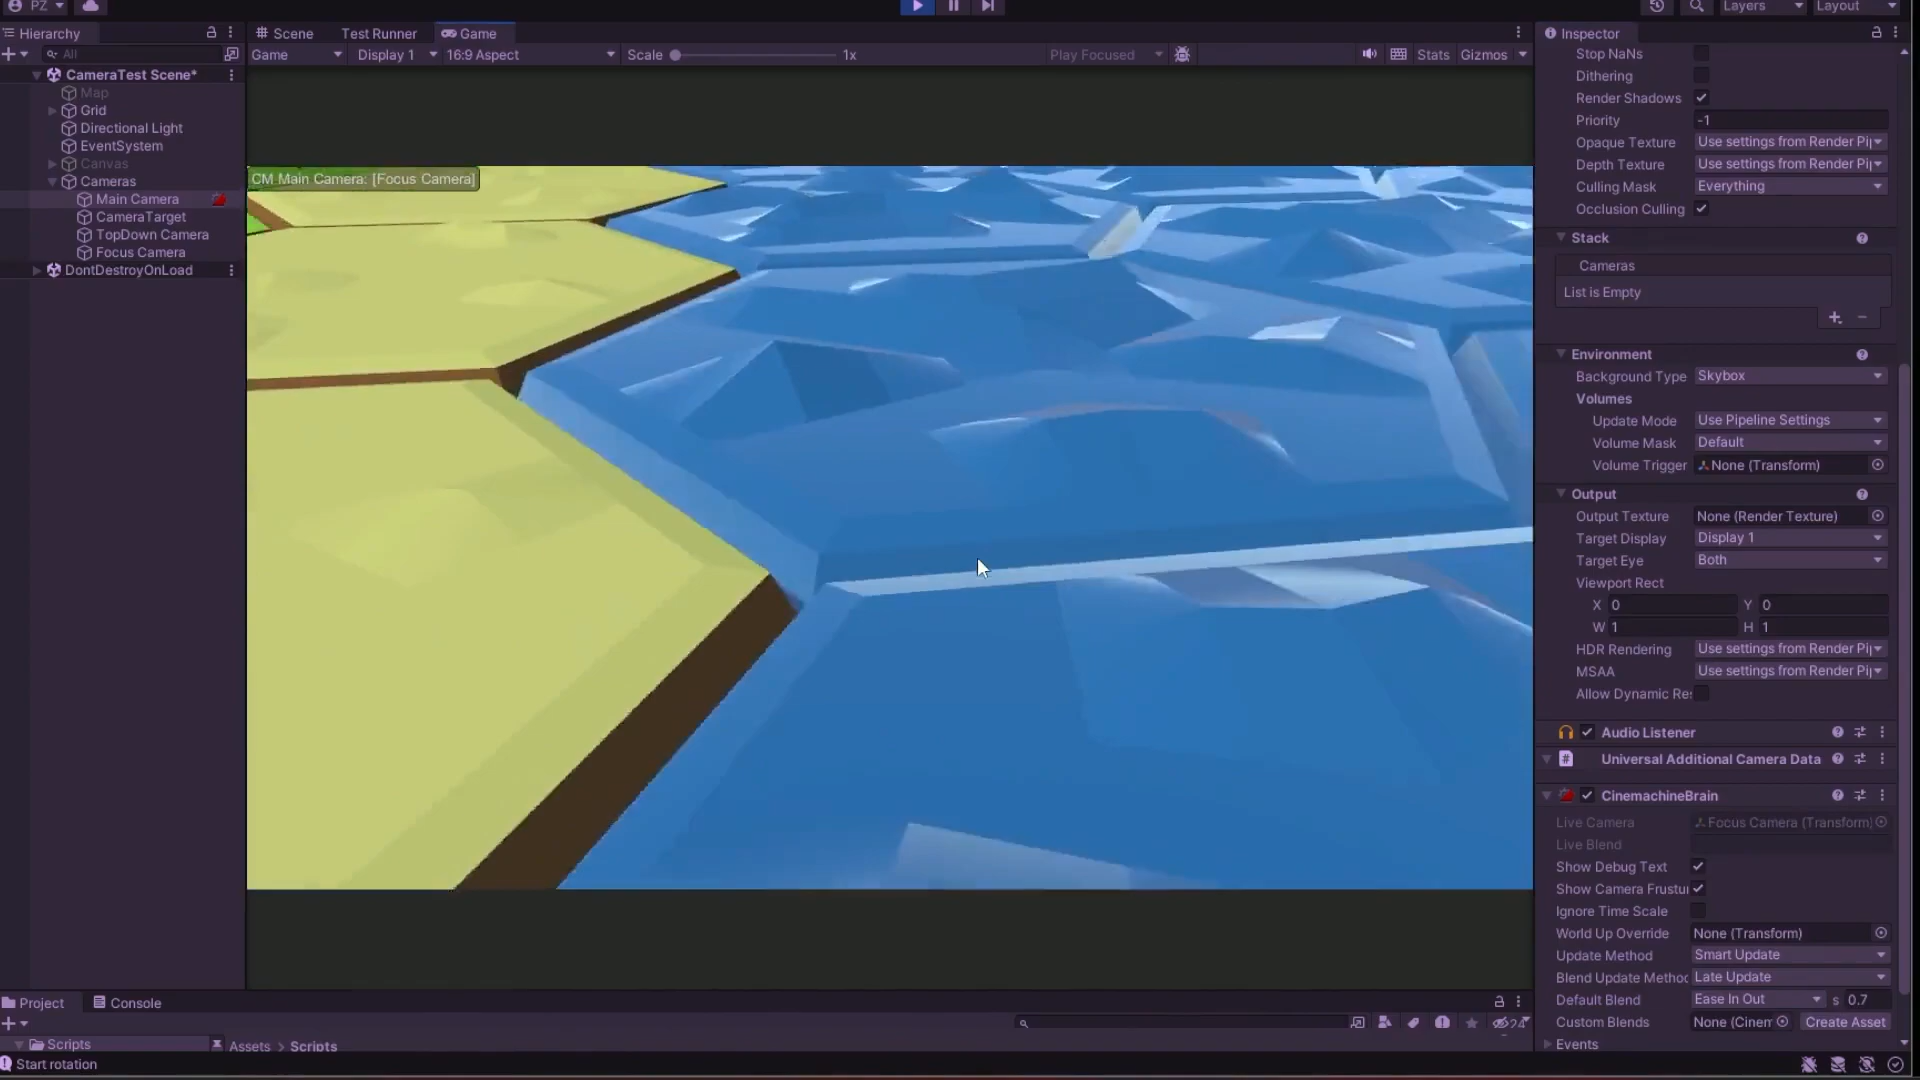 PZ
Layers
Layout
Hierarchy
Scene
Test Runner
Game
Inspector
All
Game
Display 1
16:9 Aspect
Scale
1x
Play Focused
Stats
Gizmos
CameraTest Scene*
Map
Grid
Directional Light
EventSystem
Canvas
Cameras
Main Camera
CameraTarget
TopDown Camera
Focus Camera
DontDestroyOnLoad
CM Main Camera: [Focus Camera]
Stop NaNs
Dithering
Render Shadows
Priority
-1
Opaque Texture
Use settings from Render Pi
Depth Texture
Use settings from Render Pi
Culling Mask
Everything
Occlusion Culling
Stack
Cameras
List is Empty
Environment
Background Type
Skybox
Volumes
Update Mode
Use Pipeline Settings
Volume Mask
Default
Volume Trigger
None (Transform)
Output
Output Texture
None (Render Texture)
Target Display
Display 1
Target Eye
Both
Viewport Rect
X 0 Y 0
W 1 H 1
HDR Rendering
Use settings from Render Pi
MSAA
Use settings from Render Pi
Allow Dynamic Res
Audio Listener
# Universal Additional Camera Data
CinemachineBrain
Live Camera
Focus Camera (Transform)
Live Blend
Show Debug Text
Show Camera Frustu
Ignore Time Scale
World Up Override
None (Transform)
Update Method
Smart Update
Blend Update Method
Late Update
Default Blend
Ease In Out
s 0.7
Custom Blends
None (Cinem
Create Asset
Events
Project
Console
24
Scripts
Assets > Scripts
Start rotation